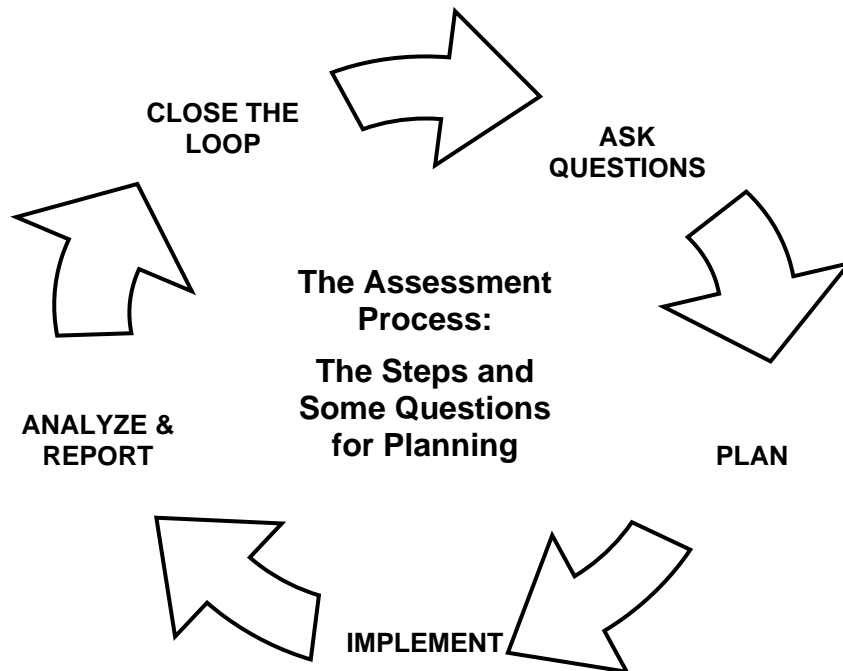 CLOSE THE
LOOP
ASK
QUESTIONS
The Assessment
Process:
The Steps and
Some Questions
for Planning
ANALYZE &
REPORT
PLAN
IMPLEMENT